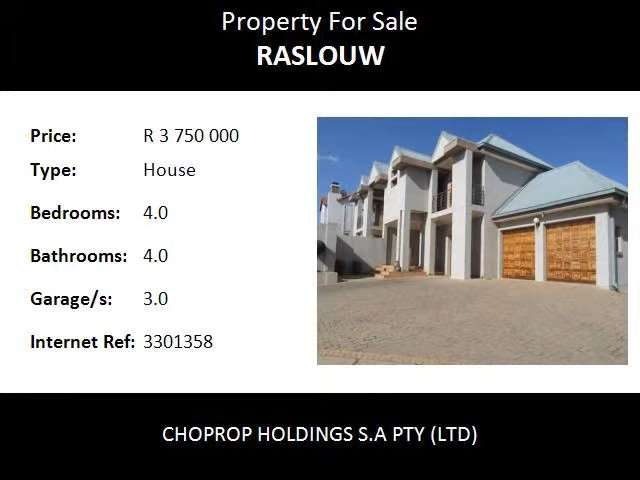 Property For Sale
RASLOUW
Price: R 3 750 000
Type: House
Bedrooms: 4.0
Bathrooms: 4.0
Garage/s: 3.0
Internet Ref: 3301358
CHOPROP HOLDINGS S.A PTY (LTD)